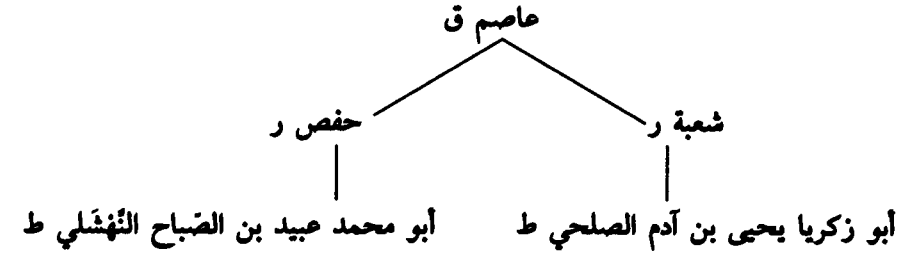 عاصم ق
شعبة ر حفص ر
أبو زكريا يحيى بن آدم الصلحي ط أبو محمد عبيد بن الصّباح النَّهْشَلي ط